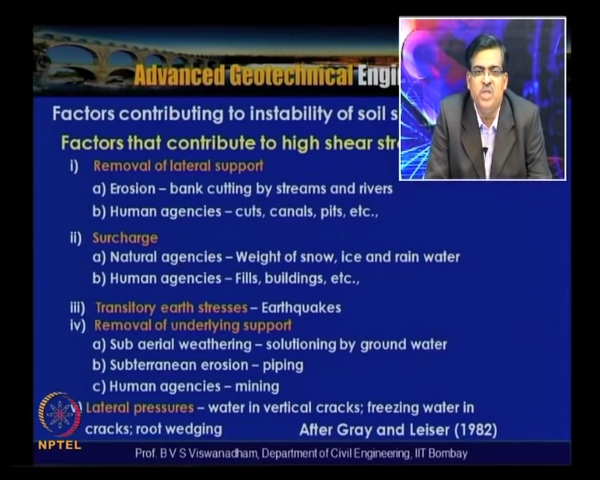 Advanced Geotechnical Engi
Factors contributing to instability of soil s
Factors that contribute to high shear stre
i) Removal of lateral support
a) Erosion – bank cutting by streams and rivers
b) Human agencies – cuts, canals, pits, etc.,
ii) Surcharge
a) Natural agencies – Weight of snow, ice and rain water
b) Human agencies – Fills, buildings, etc.,
iii) Transitory earth stresses – Earthquakes
iv) Removal of underlying support
a) Sub aerial weathering – solutioning by ground water
b) Subterranean erosion – piping
c) Human agencies – mining
v) Lateral pressures – water in vertical cracks; freezing water in
cracks; root wedging After Gray and Leiser (1982)
NPTEL
Prof. B V S Viswanadham, Department of Civil Engineering, IIT Bombay